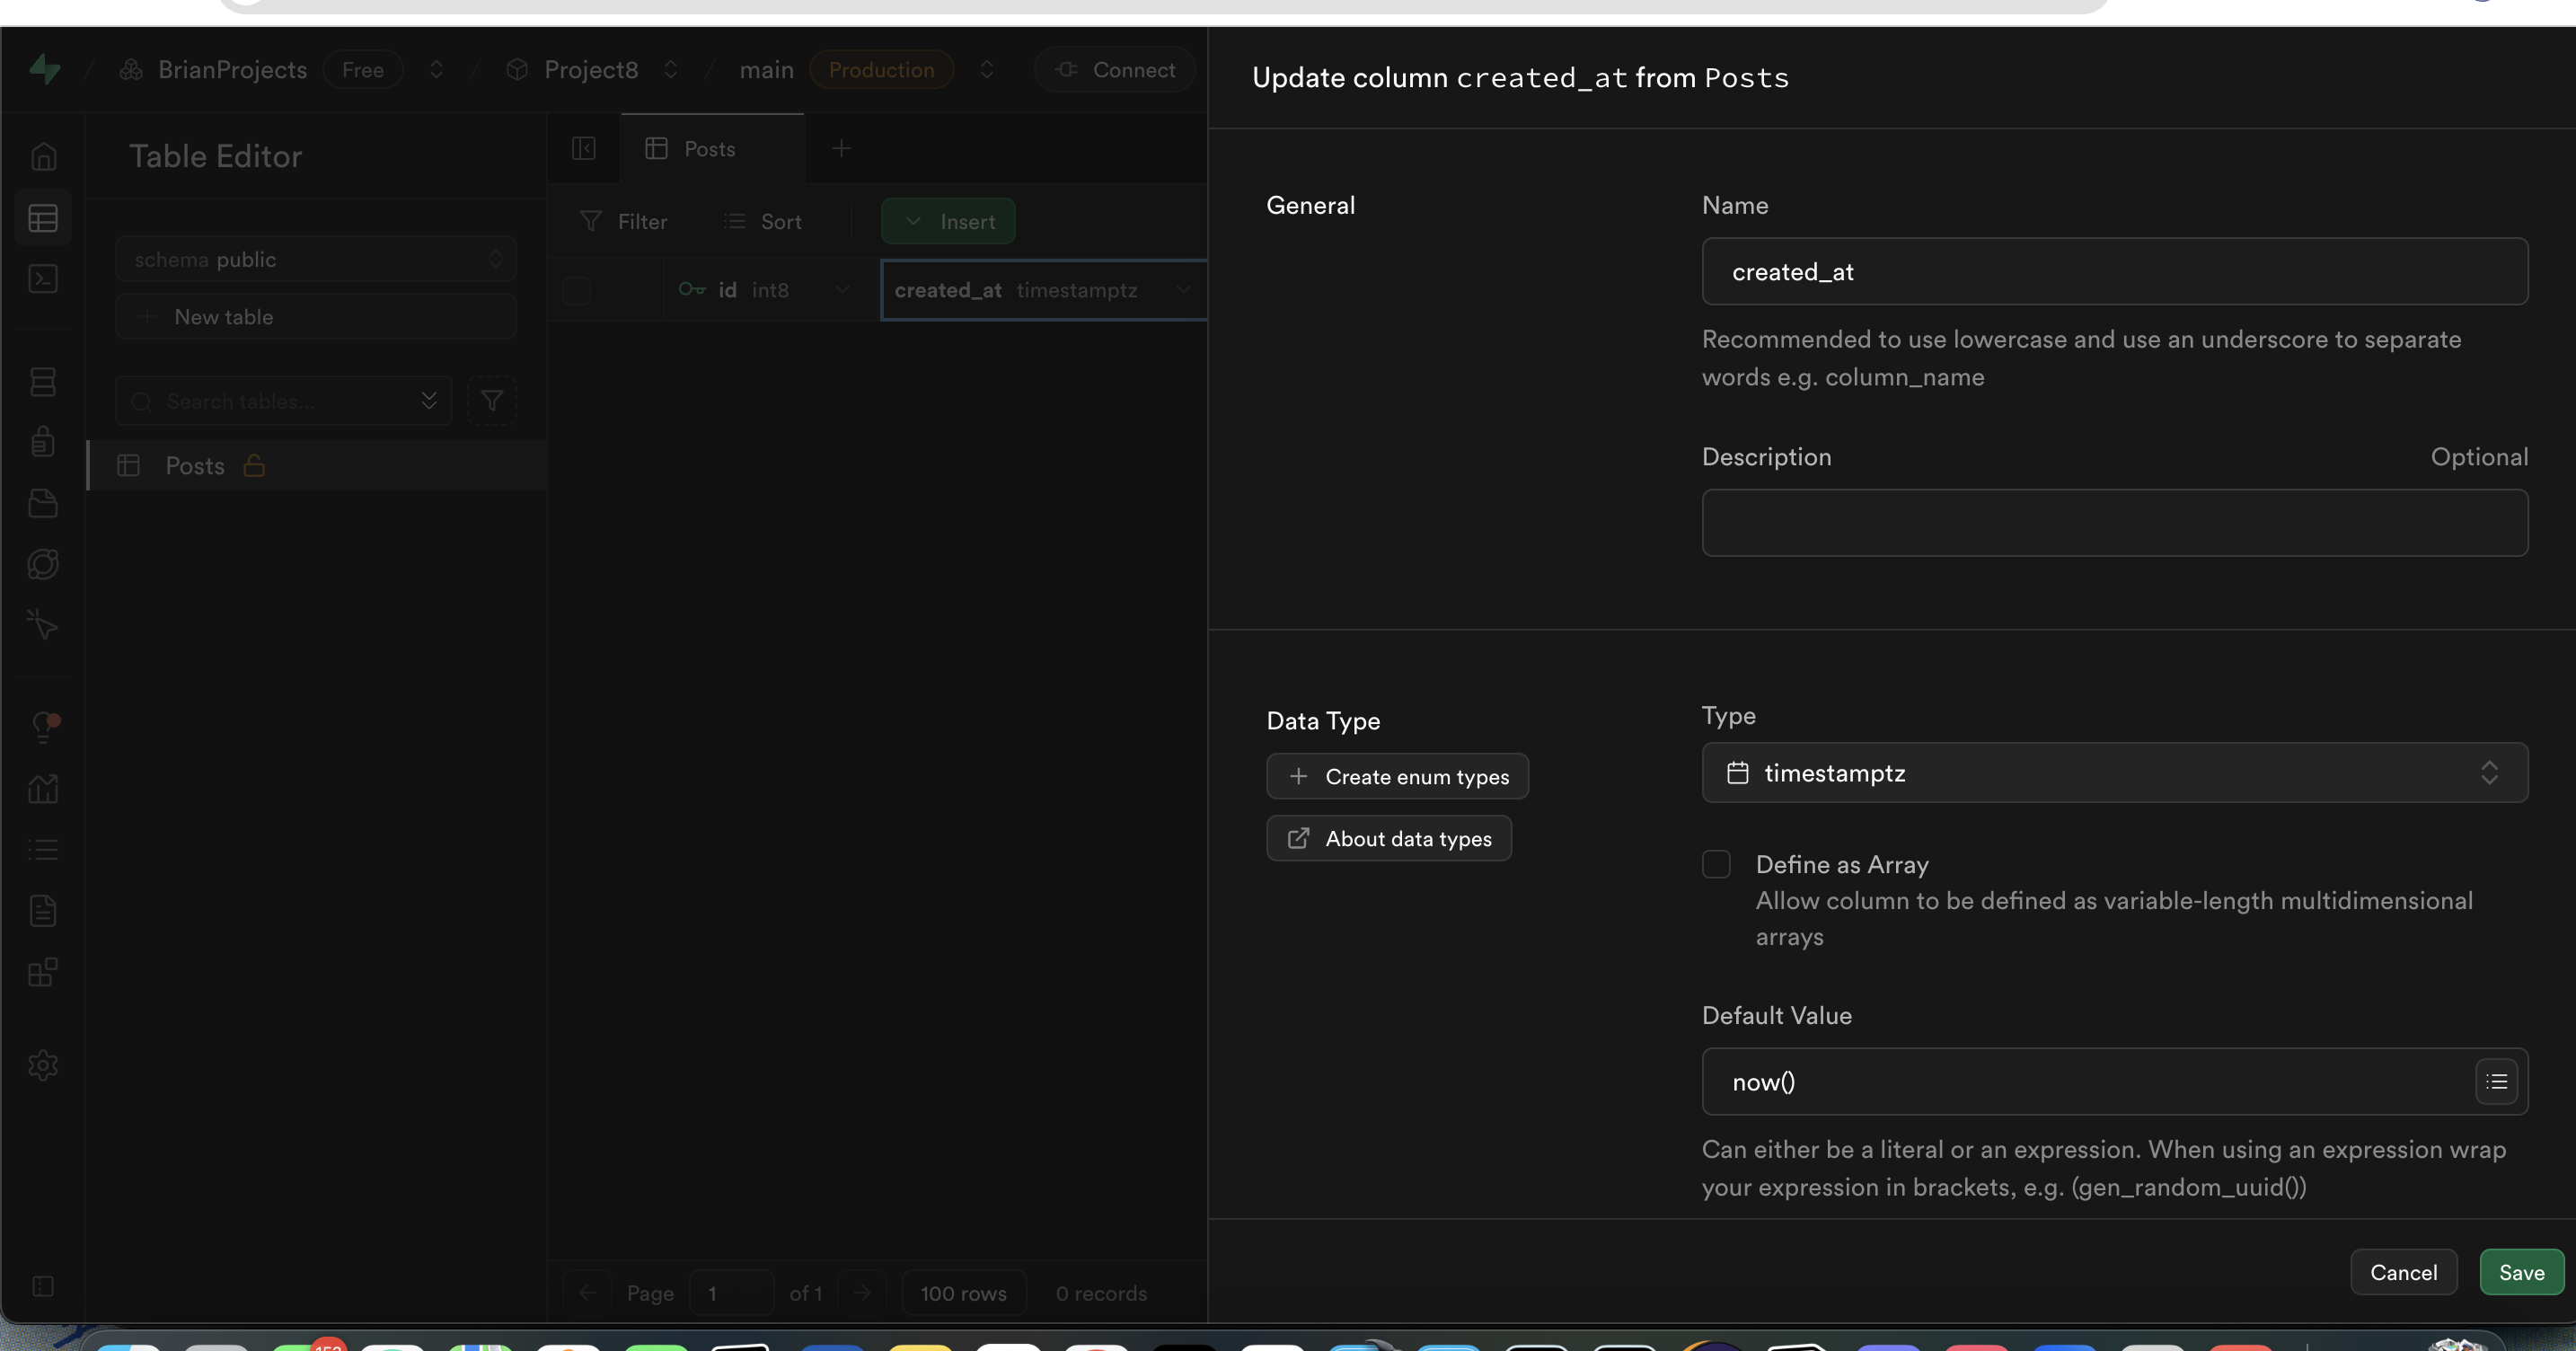 BrianProjects Free Project8 main Production Connect
Update column created_at from Posts
Table Editor
Posts
Filter Sort Insert
schema public
New table
id int8 created_at timestamptz
Search tables...
Posts
General
Name
created_at
Recommended to use lowercase and use an underscore to separate
words e.g. column_name
Description Optional
Data Type
Create enum types
About data types
Type
timestamptz
Define as Array
Allow column to be defined as variable-length multidimensional
arrays
Default Value
now()
Can either be a literal or an expression. When using an expression wrap
your expression in brackets, e.g. (gen_random_uuid())
Page 1 of 1 100 rows 0 records
Cancel Save